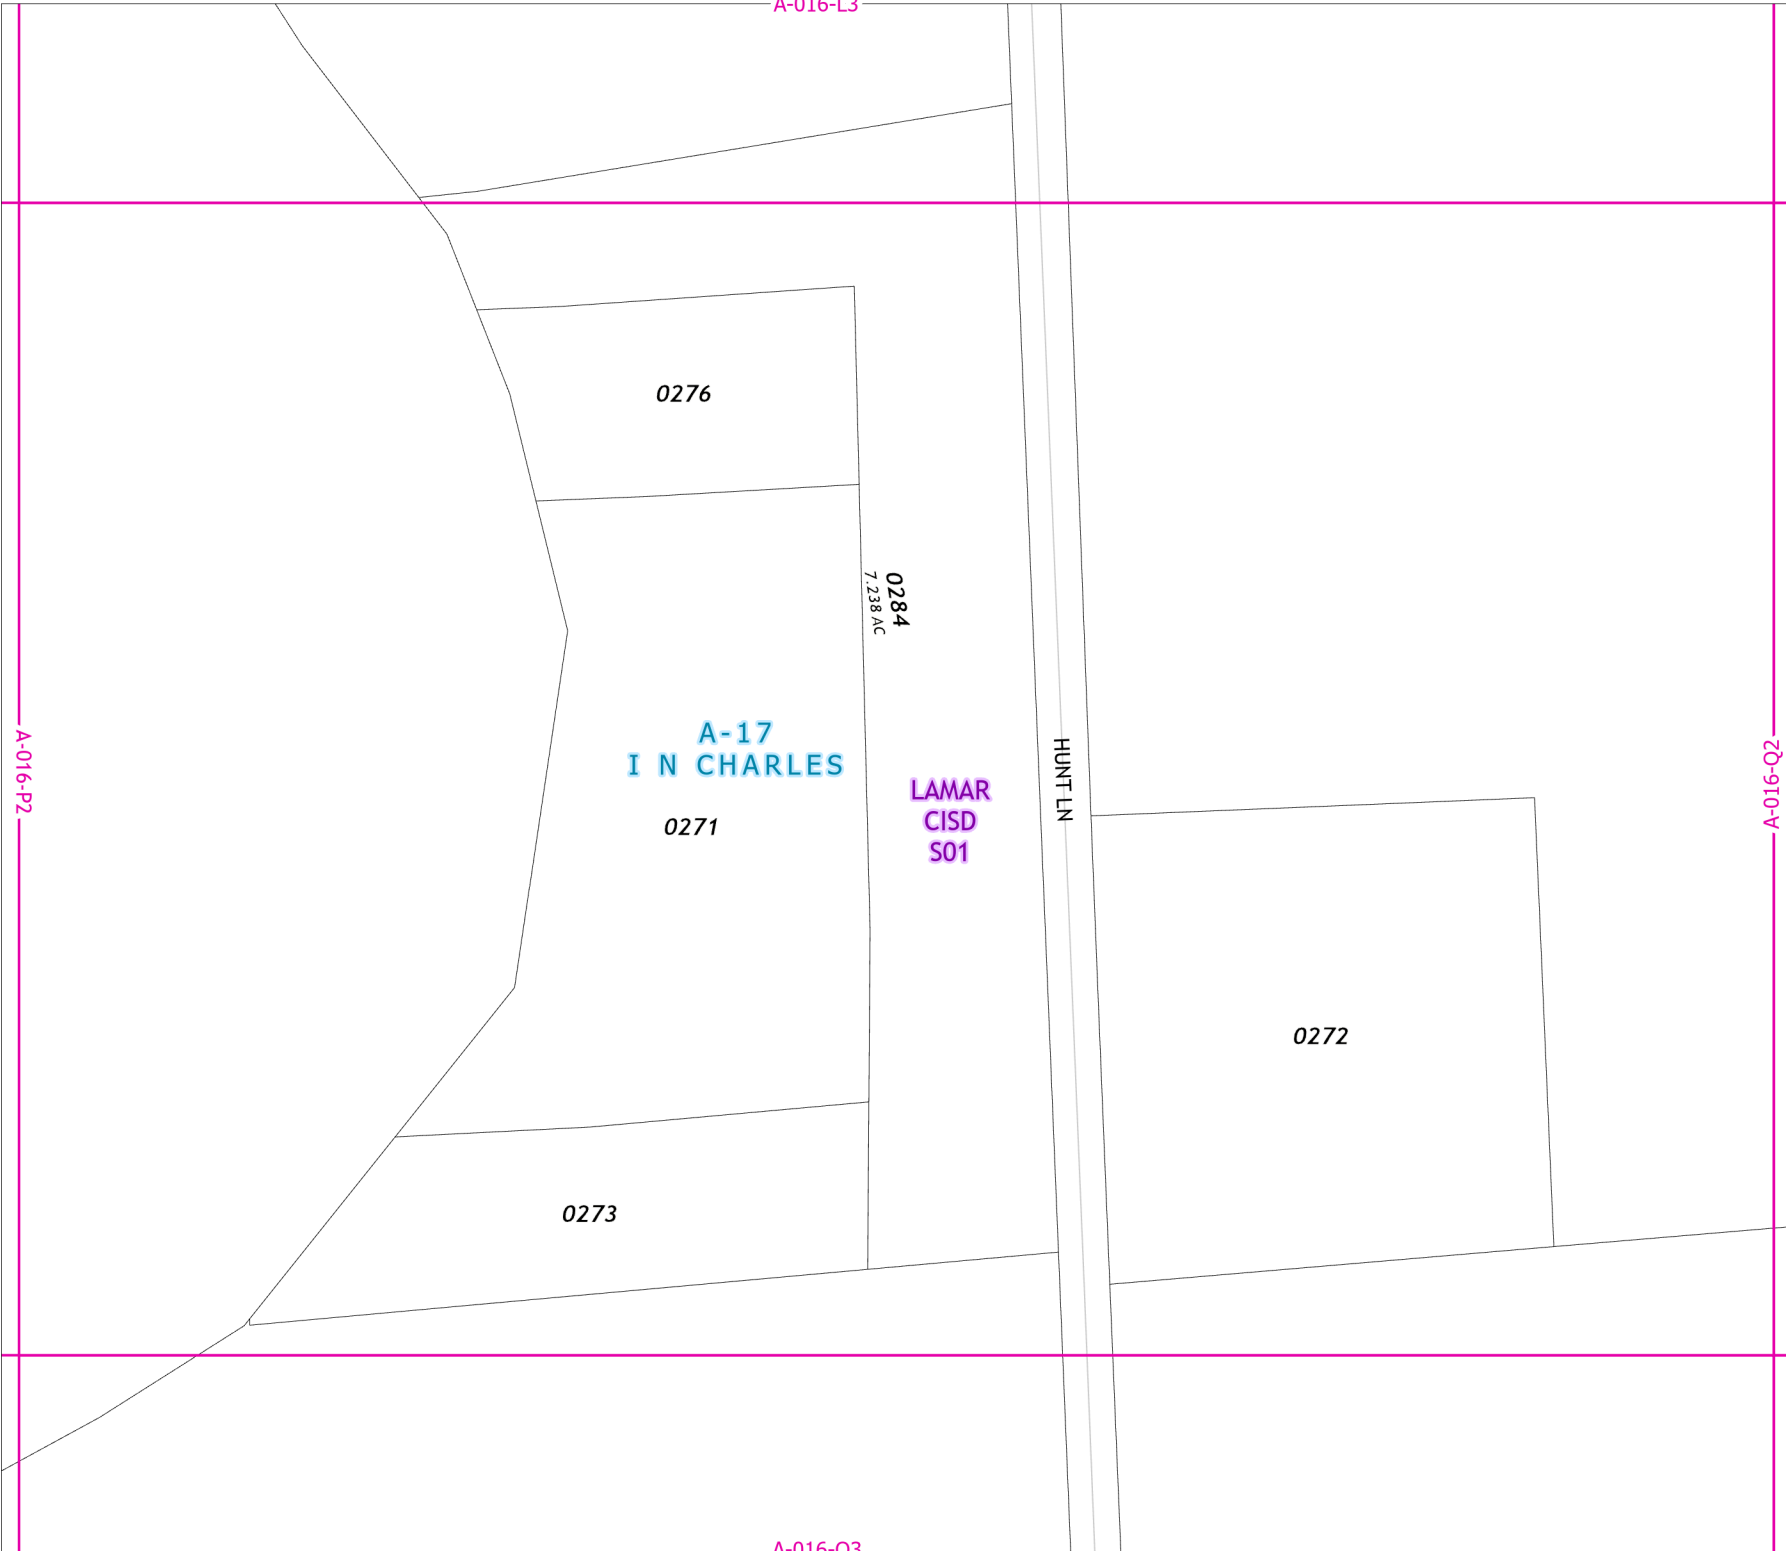 A-016-L3
0276
0284
7.238 AC
A-17
I N CHARLES
0271
LAMAR
CISD
S01
HUNT LN
A-016-P2
A-016-Q2
0272
0273
A-016-Q3